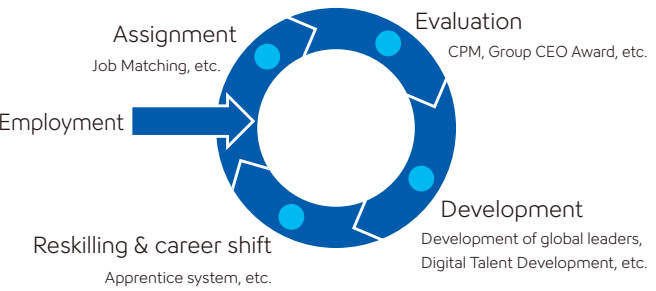 Assignment
Job Matching, etc.
Evaluation
CPM, Group CEO Award, etc.
Employment
Development
Development of global leaders,
Digital Talent Development, etc.
Reskilling & career shift
Apprentice system, etc.